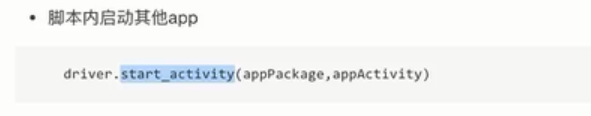 • 脚本内启动其他app
driver.start_activity(appPackage,appActivity)